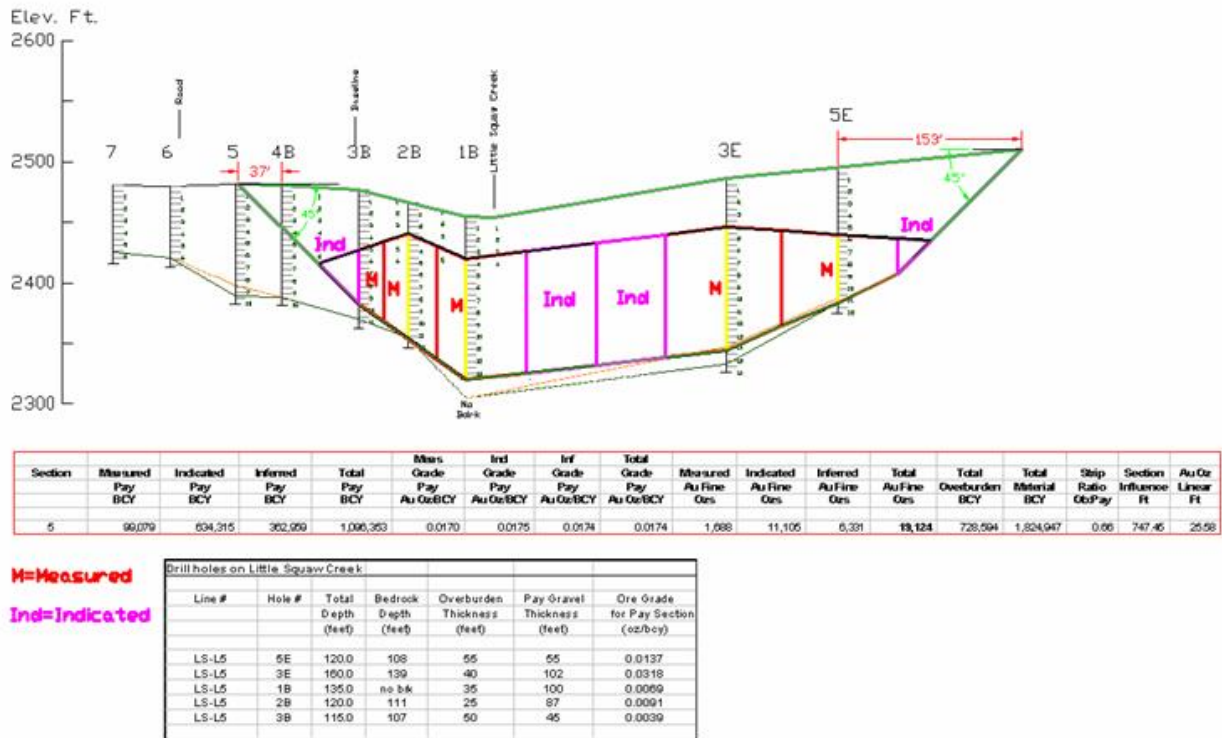 Elev. Ft.
2600
2500
2400
2300
7
Road
6
5
37'
4B
Baseline
3B
2B
1B
Little Squaw Creek
3E
5E
153'
45°
45°
Ind
M
M
M
Ind
Ind
M
M
Ind
No
Bdrk
Section Measured Pay BCY Indicated Pay BCY Inferred Pay BCY Total Pay BCY Meas Grade Pay Au Oz/BCY Ind Grade Pay Au Oz/BCY Inf Grade Pay Au Oz/BCY Total Grade Pay Au Oz/BCY Measured Au Fine Ozs Indicated Au Fine Ozs Inferred Au Fine Ozs Total Au Fine Ozs Total Overburden BCY Total Material BCY Strip Ratio Ob:Pay Section Influence Ft Au Oz Linear Ft
5 99,079 634,315 362,959 1,096,353 0.0170 0.0175 0.0174 0.0174 1,688 11,105 6,331 19,124 728,594 1,824,947 0.66 747.46 25.58
M=Measured
Ind=Indicated
Drill holes on Little Squaw Creek
Line # Hole # Total Bedrock Overburden Pay Gravel Ore Grade
Depth Depth Thickness Thickness for Pay Section
(feet) (feet) (feet) (feet) (oz/bcy)
LS-L5 5E 120.0 108 55 55 0.0137
LS-L5 3E 160.0 139 40 102 0.0318
LS-L5 1B 135.0 no brk 35 100 0.0069
LS-L5 2B 120.0 111 25 87 0.0091
LS-L5 3B 115.0 107 50 45 0.0039